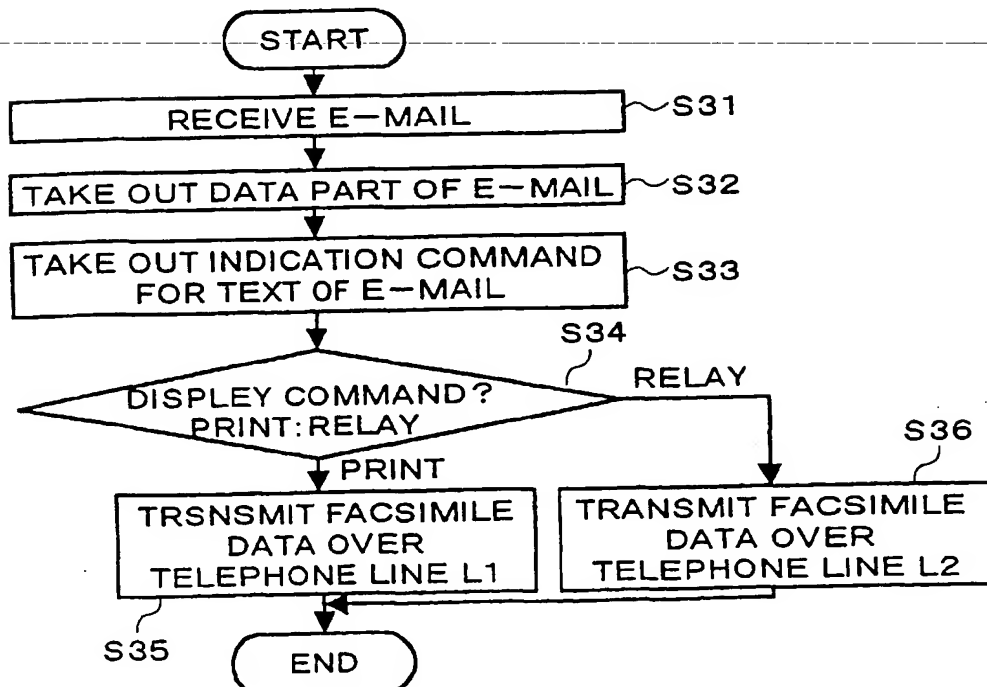 START
RECEIVE E-MAIL
S31
TAKE OUT DATA PART OF E-MAIL
S32
TAKE OUT INDICATION COMMAND
FOR TEXT OF E-MAIL
S33
S34
DISPLEY COMMAND?
PRINT:RELAY
RELAY
PRINT
S36
TRSNSMIT FACSIMILE
DATA OVER
TELEPHONE LINE L1
TRANSMIT FACSIMILE
DATA OVER
TELEPHONE LINE L2
S35
END